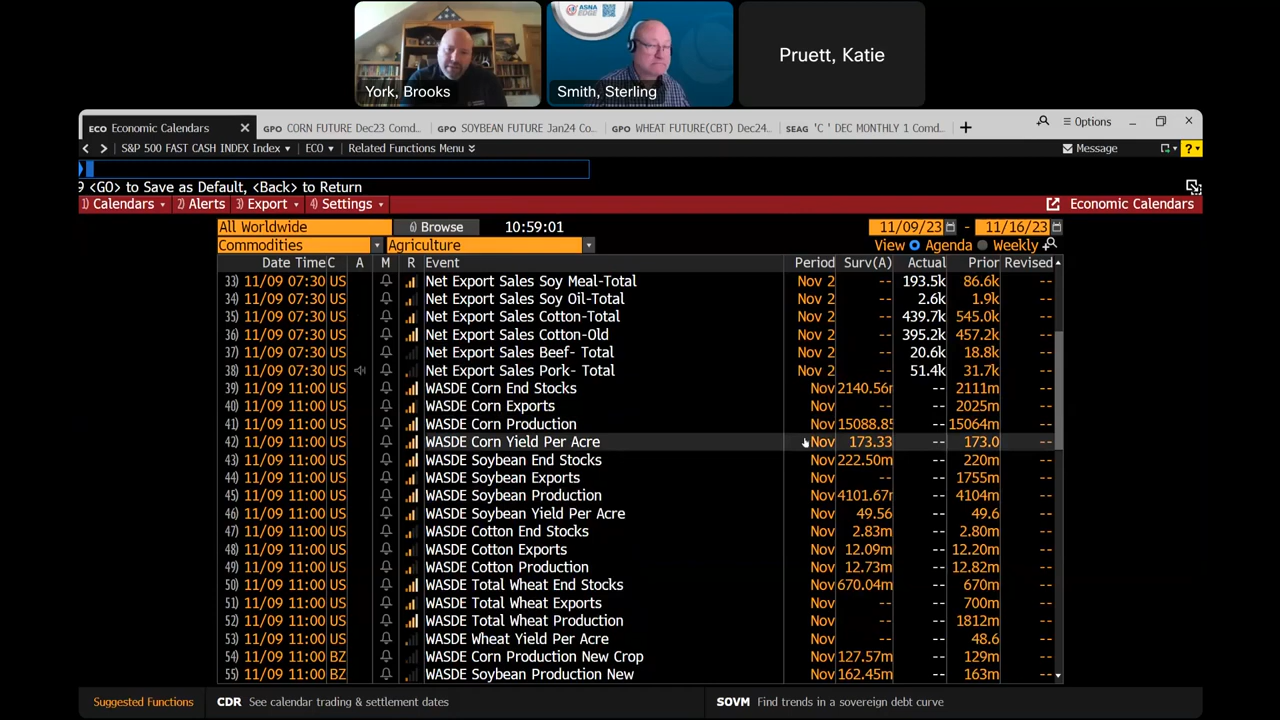 ASNA
EDGE
York, Brooks
Smith, Sterling
Pruett, Katie
ECO Economic Calendars
GPO CORN FUTURE Dec23 Comd...
GPO SOYBEAN FUTURE Jan24 Co...
GPO WHEAT FUTURE(CBT) Dec24...
SEAG 'C ' DEC MONTHLY 1 Comd...
Options
S&P 500 FAST CASH INDEX Index ECO Related Functions Menu Message ?
9 <GO> to Save as Default, <Back> to Return
1) Calendars 2) Alerts 3) Export 4) Settings Economic Calendars
All Worldwide Browse 10:59:01 11/09/23 - 11/16/23
Commodities Agriculture View Agenda Weekly
Date Time C A M R Event Period Surv(A) Actual Prior Revised
33) 11/09 07:30 US Net Export Sales Soy Meal-Total Nov 2 -- 193.5k 86.6k --
34) 11/09 07:30 US Net Export Sales Soy Oil-Total Nov 2 -- 2.6k 1.9k --
35) 11/09 07:30 US Net Export Sales Cotton-Total Nov 2 -- 439.7k 545.0k --
36) 11/09 07:30 US Net Export Sales Cotton-Old Nov 2 -- 395.2k 457.2k --
37) 11/09 07:30 US Net Export Sales Beef- Total Nov 2 -- 20.6k 18.8k --
38) 11/09 07:30 US Net Export Sales Pork- Total Nov 2 -- 51.4k 31.7k --
39) 11/09 11:00 US WASDE Corn End Stocks Nov 2140.56m -- 2111m --
40) 11/09 11:00 US WASDE Corn Exports Nov -- -- 2025m --
41) 11/09 11:00 US WASDE Corn Production Nov 15088.85 -- 15064m --
42) 11/09 11:00 US WASDE Corn Yield Per Acre Nov 173.33 -- 173.0 --
43) 11/09 11:00 US WASDE Soybean End Stocks Nov 222.50m -- 220m --
44) 11/09 11:00 US WASDE Soybean Exports Nov -- -- 1755m --
45) 11/09 11:00 US WASDE Soybean Production Nov 4101.67m -- 4104m --
46) 11/09 11:00 US WASDE Soybean Yield Per Acre Nov 49.56 -- 49.6 --
47) 11/09 11:00 US WASDE Cotton End Stocks Nov 2.83m -- 2.80m --
48) 11/09 11:00 US WASDE Cotton Exports Nov 12.09m -- 12.20m --
49) 11/09 11:00 US WASDE Cotton Production Nov 12.73m -- 12.82m --
50) 11/09 11:00 US WASDE Total Wheat End Stocks Nov 670.04m -- 670m --
51) 11/09 11:00 US WASDE Total Wheat Exports Nov -- -- 700m --
52) 11/09 11:00 US WASDE Total Wheat Production Nov -- -- 1812m --
53) 11/09 11:00 US WASDE Wheat Yield Per Acre Nov -- -- 48.6 --
54) 11/09 11:00 BZ WASDE Corn Production New Crop Nov 127.57m -- 129m --
55) 11/09 11:00 BZ WASDE Soybean Production New Nov 162.45m -- 163m --
Suggested Functions CDR See calendar trading & settlement dates SOVM Find trends in a sovereign debt curve